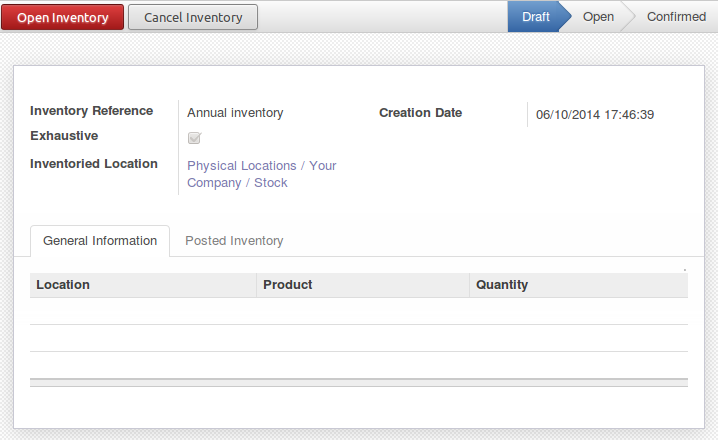 Open Inventory Cancel Inventory Draft Open Confirmed
Inventory Reference Annual inventory Creation Date 06/10/2014 17:46:39
Exhaustive
Inventoried Location Physical Locations / Your
Company / Stock
General Information Posted Inventory
Location Product Quantity